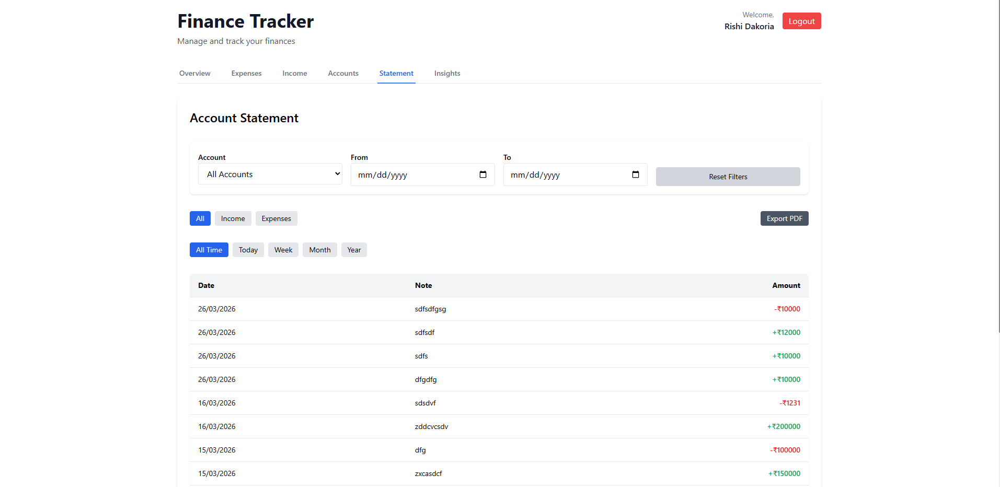 Finance Tracker
Manage and track your finances
Welcome,
Rishi Dakoria
Logout
Overview Expenses Income Accounts Statement Insights
Account Statement
Account From To
All Accounts mm/dd/yyyy mm/dd/yyyy Reset Filters
All Income Expenses Export PDF
All Time Today Week Month Year
Date Note Amount
26/03/2026 sdfsdfgsg -₹10000
26/03/2026 sdfsdf +₹12000
26/03/2026 sdfs +₹10000
26/03/2026 dfgdfg +₹10000
16/03/2026 sdsdvf -₹1231
16/03/2026 zddcvcsdv +₹200000
15/03/2026 dfg -₹100000
15/03/2026 zxcasdcf +₹150000